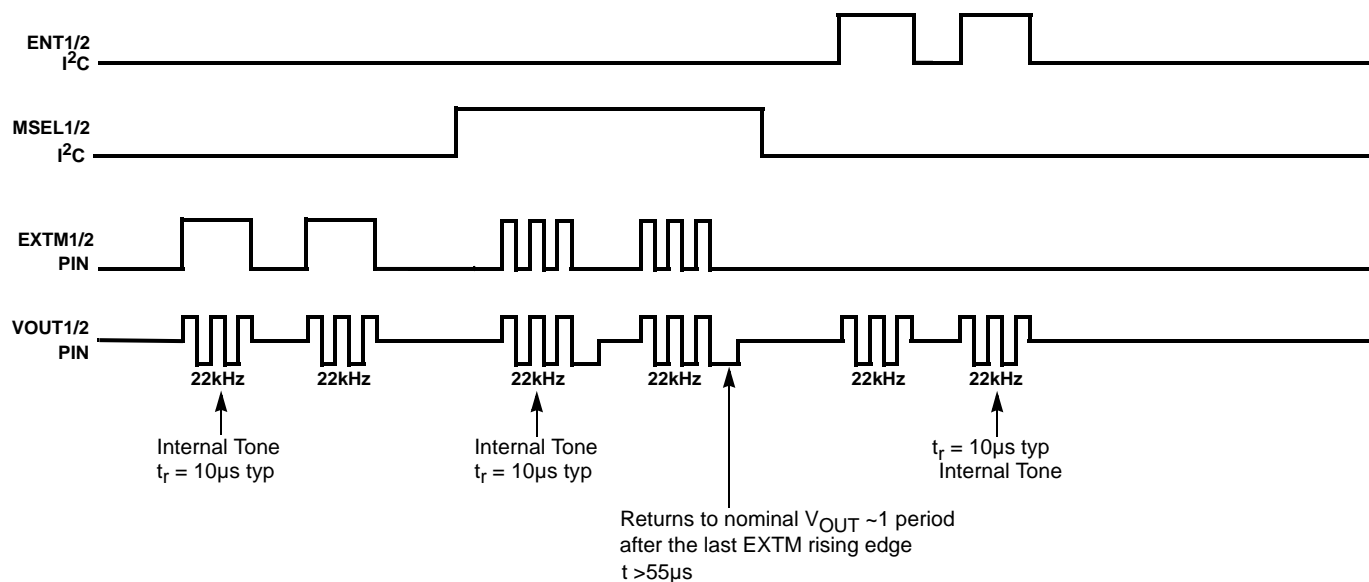 ENT1/2
I2C
MSEL1/2
I2C
EXTM1/2
PIN
VOUT1/2
PIN
22kHz 22kHz 22kHz 22kHz 22kHz 22kHz
Internal Tone
tr = 10µs typ
Internal Tone
tr = 10µs typ
tr = 10µs typ
Internal Tone
Returns to nominal VOUT ~1 period
after the last EXTM rising edge
t >55µs